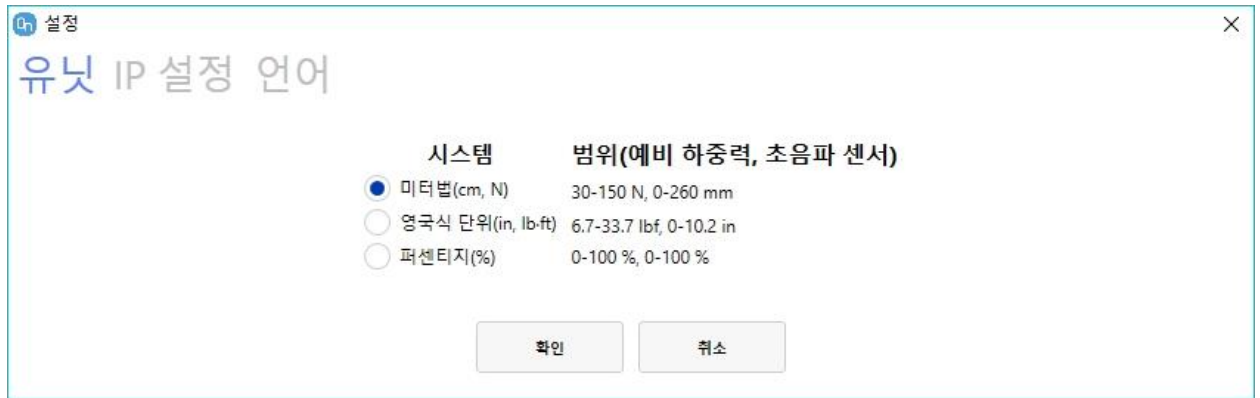 On 설정
유닛 IP 설정 언어
시스템 범위(예비 하중력, 초음파 센서)
미터법(cm, N) 30-150 N, 0-260 mm
영국식 단위(in, lb·ft) 6.7-33.7 lbf, 0-10.2 in
퍼센티지(%) 0-100 %, 0-100 %
확인 취소